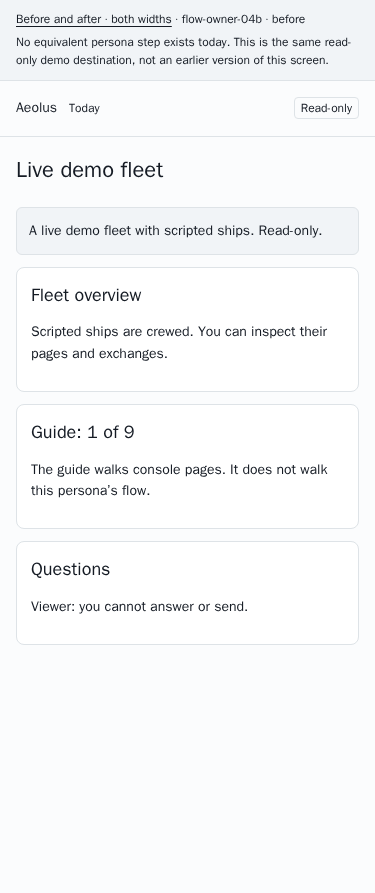 Before and after · both widths · flow-owner-04b · before
No equivalent persona step exists today. This is the same read-
only demo destination, not an earlier version of this screen.
Aeolus Today Read-only
Live demo fleet
A live demo fleet with scripted ships. Read-only.
Fleet overview
Scripted ships are crewed. You can inspect their
pages and exchanges.
Guide: 1 of 9
The guide walks console pages. It does not walk
this persona's flow.
Questions
Viewer: you cannot answer or send.